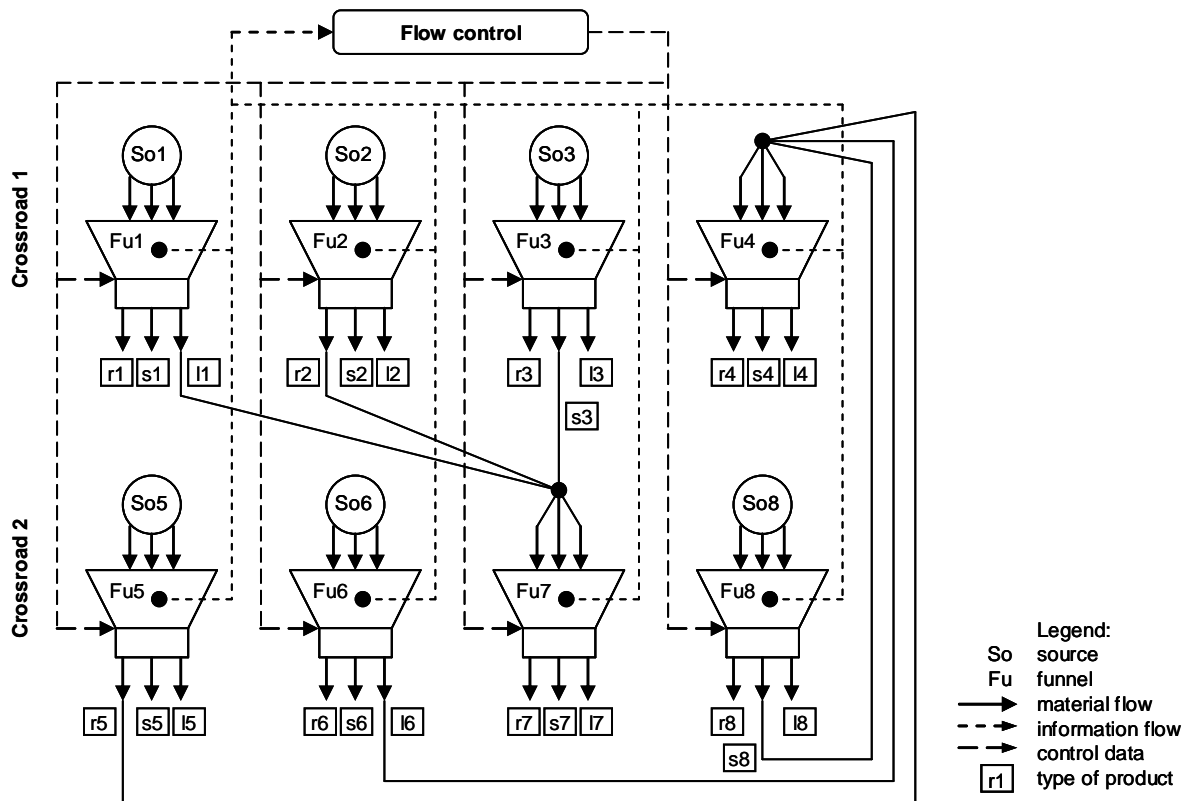 Flow control
Crossroad 1
So1
So2
So3
Fu1
Fu2
Fu3
Fu4
r1 s1 l1
r2 s2 l2
r3 l3
r4 s4 l4
s3
Crossroad 2
So5
So6
So8
Fu5
Fu6
Fu7
Fu8
r5 s5 l5
r6 s6 l6
r7 s7 l7
r8 l8
s8
Legend:
So source
Fu funnel
material flow
information flow
control data
r1 type of product